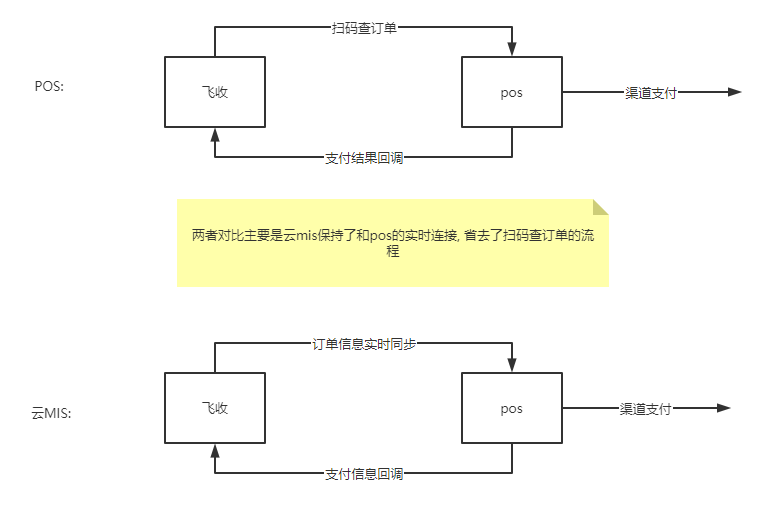 扫码查订单
POS:
飞收
pos
渠道支付
支付结果回调
两者对比主要是云mis保持了和pos的实时连接, 省去了扫码查订单的流
程
订单信息实时同步
云MIS:
飞收
pos
渠道支付
支付信息回调